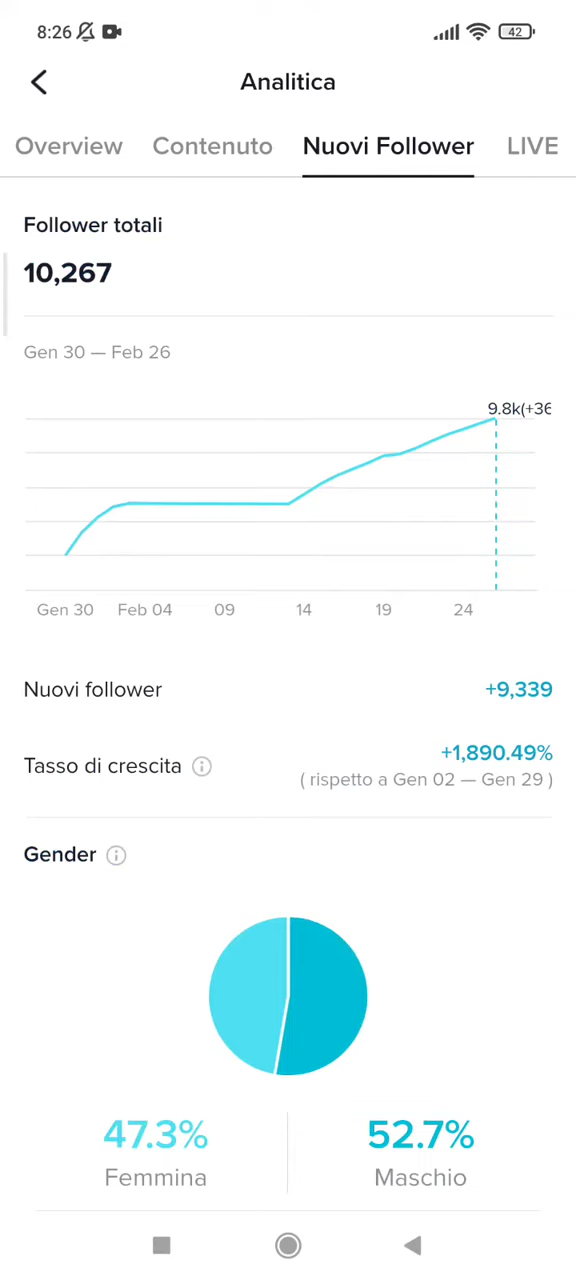 8:26
42
Analitica
Overview Contenuto Nuovi Follower LIVE
Follower totali
10,267
Gen 30 — Feb 26
9.8k(+36
Gen 30 Feb 04 09 14 19 24
Nuovi follower +9,339
Tasso di crescita +1,890.49%
( rispetto a Gen 02 — Gen 29 )
Gender
47.3% 52.7%
Femmina Maschio